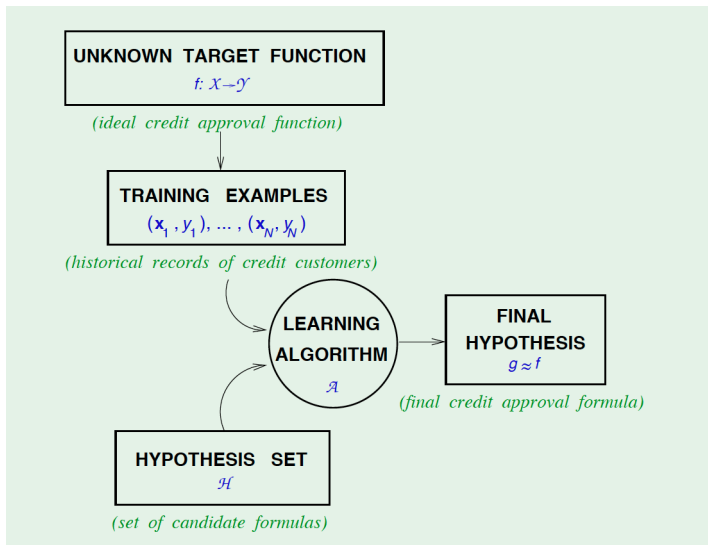 UNKNOWN TARGET FUNCTION
f: X→Y
(ideal credit approval function)
TRAINING EXAMPLES
(x1, y1), ... , (xN, yN)
(historical records of credit customers)
LEARNING
ALGORITHM
A
FINAL
HYPOTHESIS
g ≈ f
(final credit approval formula)
HYPOTHESIS SET
H
(set of candidate formulas)